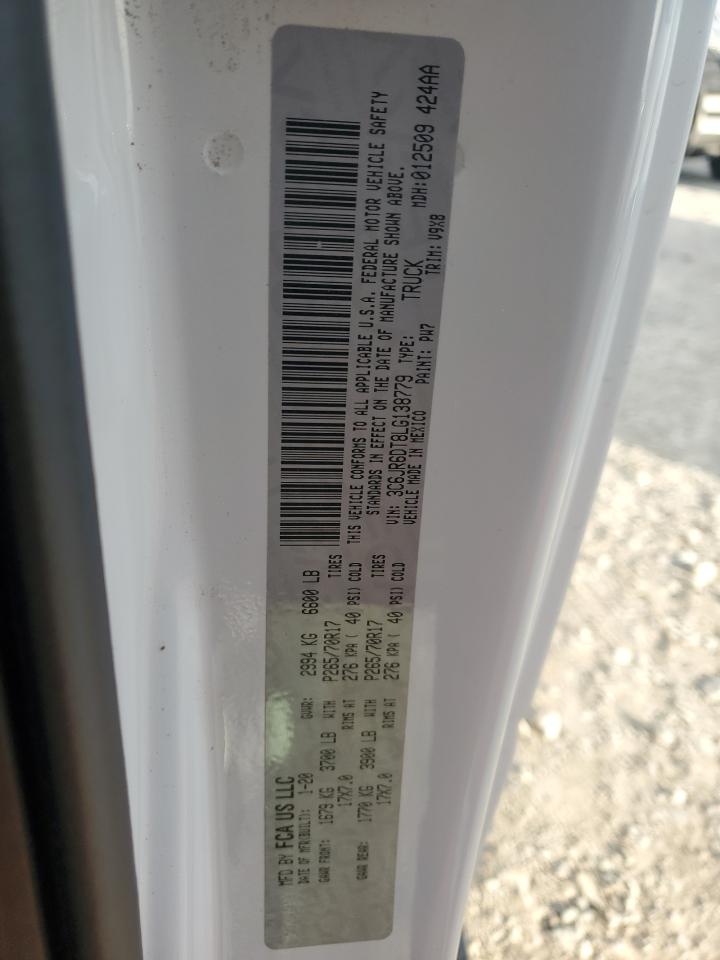 MFD BY FCA US LLC
DATE OF MFR(BUILT): 1-20 GVWR: 2994 KG 6600 LB
GAWR FRONT: 1679 KG 3700 LB WITH P265/70R17 TIRES
17X7.0 RIMS AT 276 KPA ( 40 PSI) COLD
GAWR REAR: 1770 KG 3900 LB WITH P265/70R17 TIRES
17X7.0 RIMS AT 276 KPA ( 40 PSI) COLD
THIS VEHICLE CONFORMS TO ALL APPLICABLE U.S.A. FEDERAL MOTOR VEHICLE SAFETY
STANDARDS IN EFFECT ON THE DATE OF MANUFACTURE SHOWN ABOVE.
VIN: 3C6JR6DT8LG138779 TYPE: TRUCK MDH:012509 424AA
VEHICLE MADE IN MEXICO PAINT: PW7 TRIM: V9X8